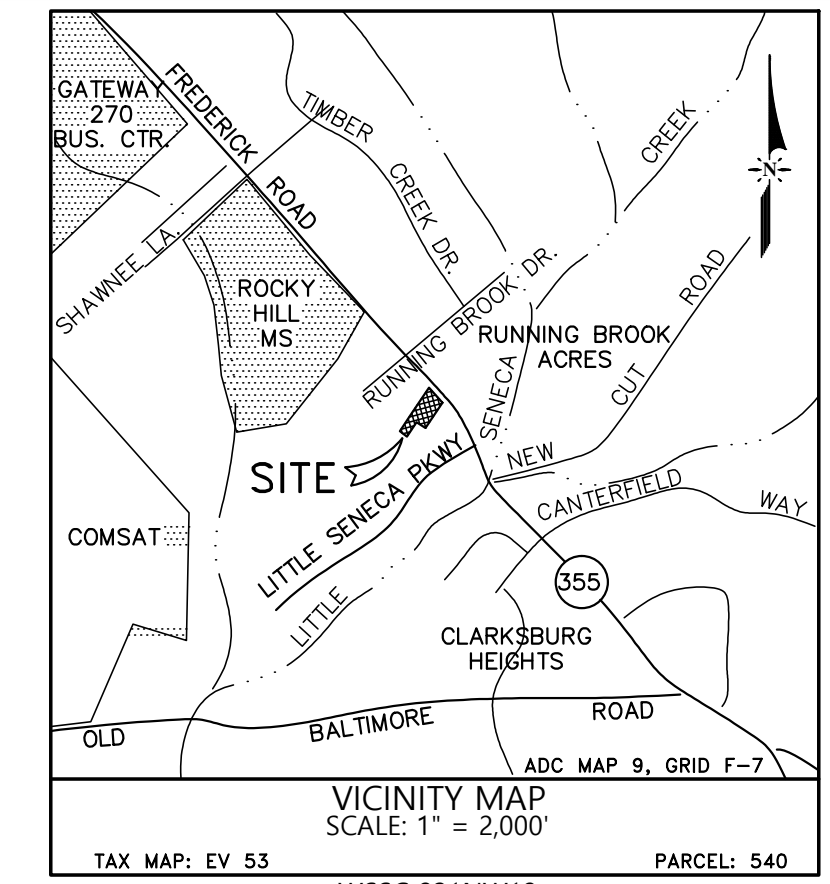 GATEWAY
270
BUS. CTR.
FREDERICK
ROAD
TIMBER
CREEK DR.
CREEK
N
SHAWNEE LA.
ROCKY
HILL
MS
RUNNING BROOK DR.
RUNNING BROOK
ACRES
SENECA
NEW
CUT
ROAD
SITE
LITTLE SENECA PKWY
CANTERFIELD
WAY
COMSAT
355
LITTLE
CLARKSBURG
HEIGHTS
OLD
BALTIMORE
ROAD
ADC MAP 9, GRID F-7
VICINITY MAP
SCALE: 1" = 2,000'
TAX MAP: EV 53
PARCEL: 540